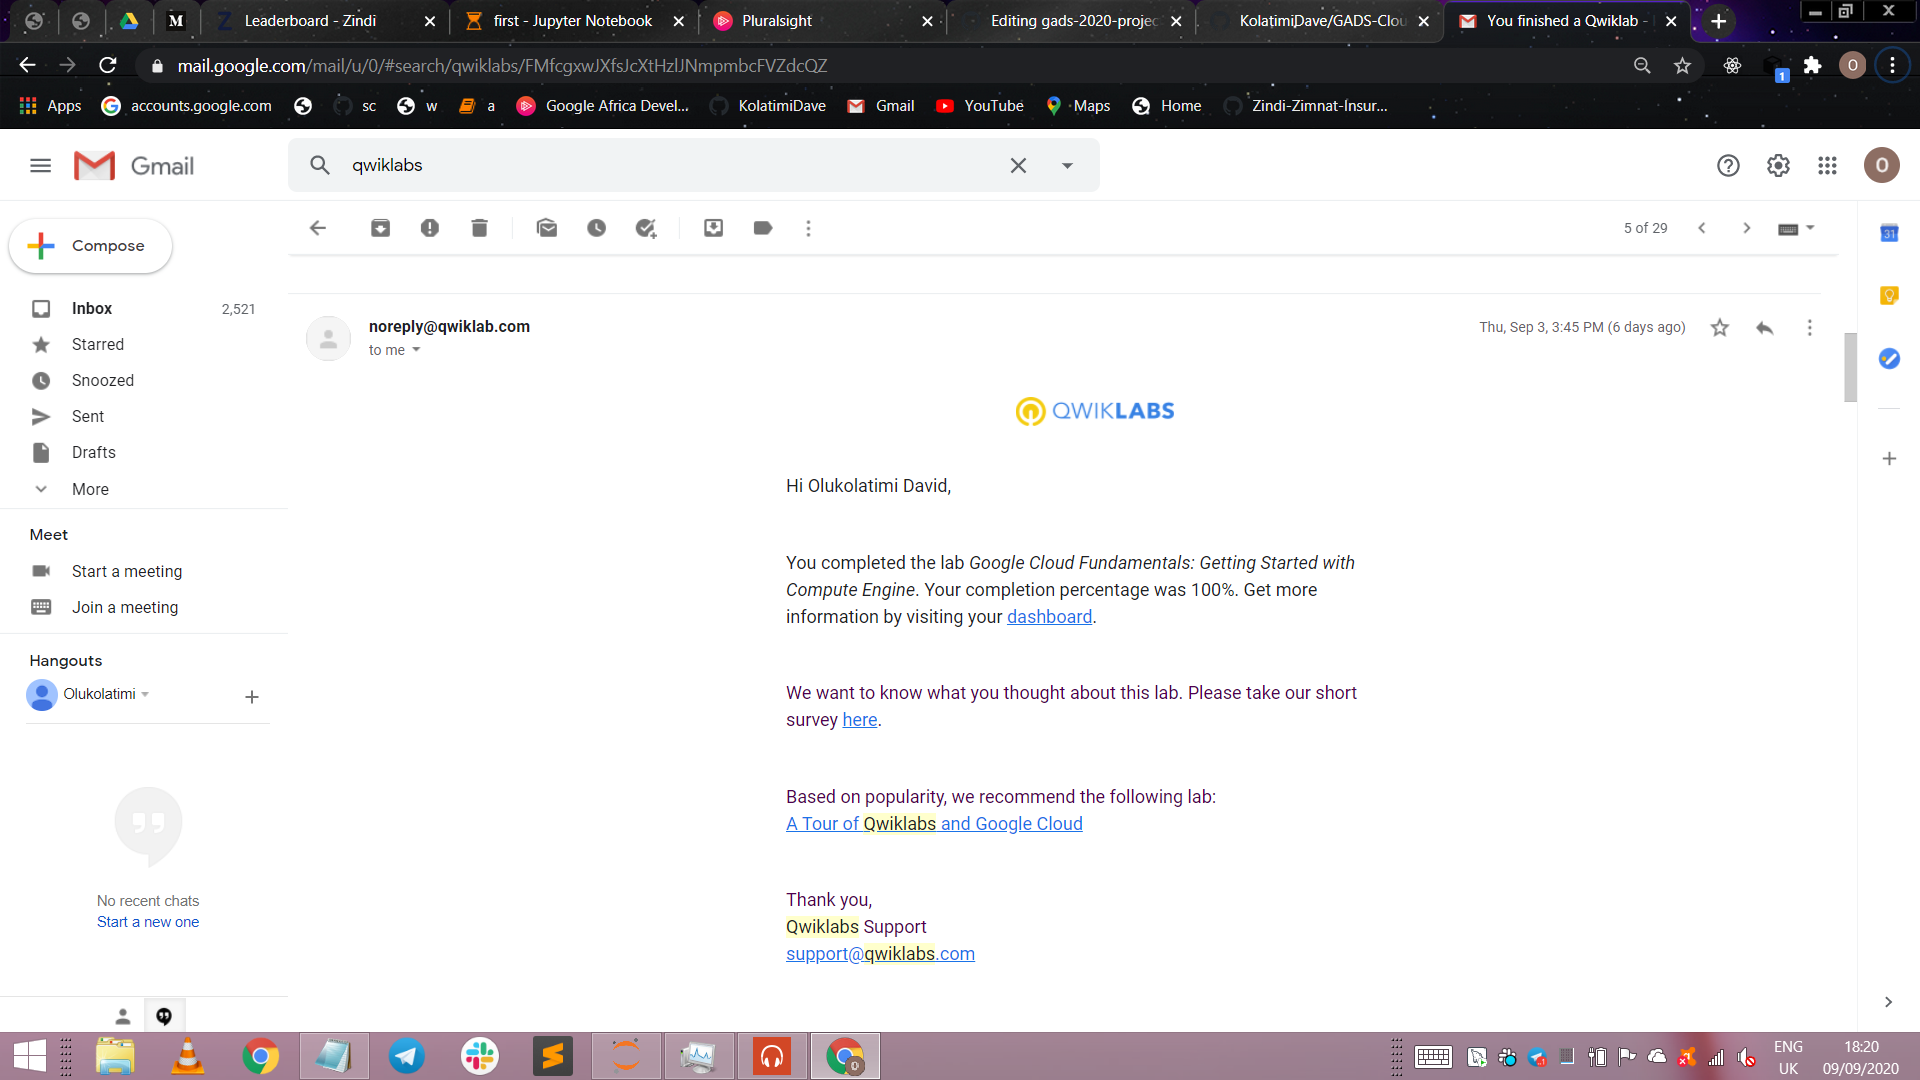 Leaderboard - Zindi
first - Jupyter Notebook
Pluralsight
Editing gads-2020-projec
KolatimiDave/GADS-Clou
You finished a Qwiklab -
mail.google.com/mail/u/0/#search/qwiklabs/FMfcgxwJXfsJcXtHzlJNmpmbcFVZdcQZ
O
1
Apps
accounts.google.com
sc
w
a
Google Africa Devel...
KolatimiDave
Gmail
YouTube
Maps
Home
Zindi-Zimnat-Insur...
Gmail
qwiklabs
O
Compose
5 of 29
31
Inbox 2,521
Starred
Snoozed
Sent
Drafts
More
Meet
Start a meeting
Join a meeting
Hangouts
Olukolatimi
No recent chats
Start a new one
noreply@qwiklab.com
to me
Thu, Sep 3, 3:45 PM (6 days ago)
QWIKLABS
Hi Olukolatimi David,
You completed the lab Google Cloud Fundamentals: Getting Started with
Compute Engine. Your completion percentage was 100%. Get more
information by visiting your dashboard.
We want to know what you thought about this lab. Please take our short
survey here.
Based on popularity, we recommend the following lab:
A Tour of Qwiklabs and Google Cloud
Thank you,
Qwiklabs Support
support@qwiklabs.com
ENG
UK
18:20
09/09/2020